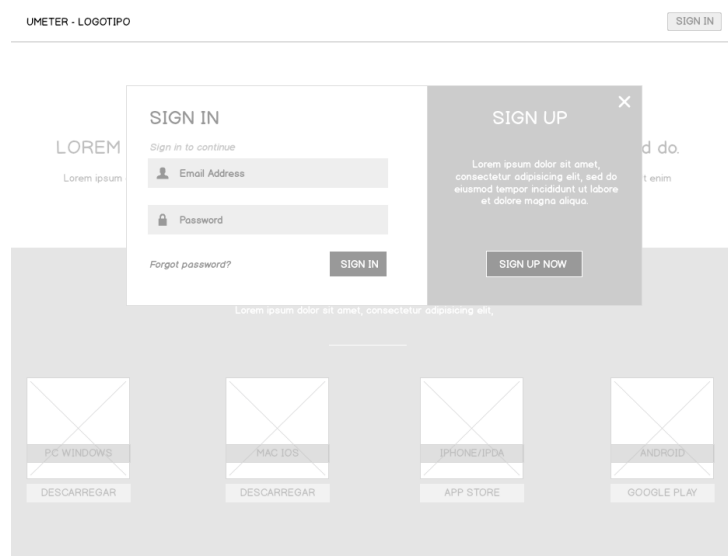 UMETER - LOGOTIPO
SIGN IN
SIGN IN
Sign in to continue
Email Address
Password
Forgot password?
SIGN IN
SIGN UP
Lorem ipsum dolor sit amet,
consectetur adipisicing elit, sed do
eiusmod tempor incididunt ut labore
et dolore magna aliqua.
SIGN UP NOW
LOREM
d do.
Lorem ipsum
t enim
Lorem ipsum dolor sit amet, consectetur adipisicing elit,
PC WINDOWS
MAC IOS
IPHONE/IPDA
ANDROID
DESCARREGAR
DESCARREGAR
APP STORE
GOOGLE PLAY